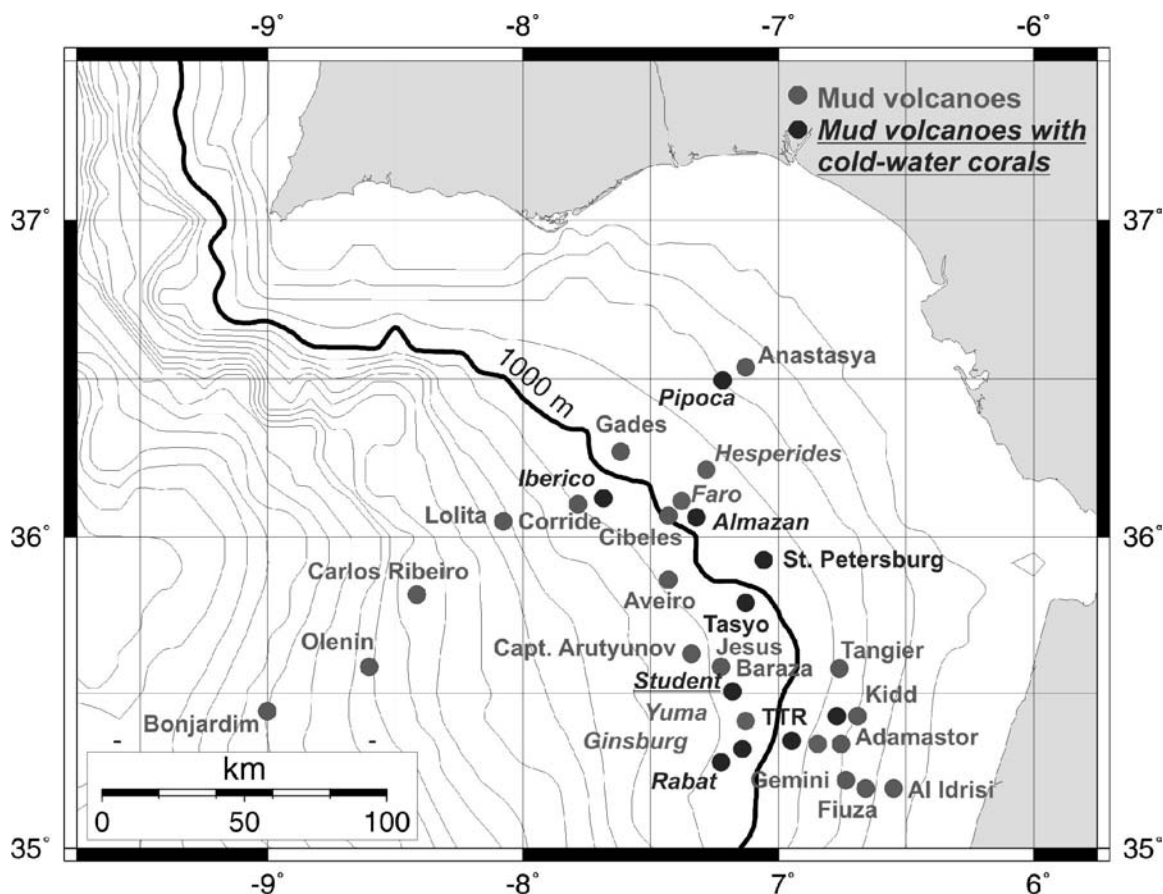 -9˚
-8˚
-7˚
-6˚
Mud volcanoes
Mud volcanoes with
cold-water corals
37˚
37˚
1000 m
Anastasya
Pipoca
Gades
Hesperides
Iberico
Faro
Lolita
Corride
Almazan
Cibeles
36˚
36˚
St. Petersburg
Carlos Ribeiro
Aveiro
Tasyo
Olenin
Capt. Arutyunov
Jesus
Baraza
Tangier
Student
Kidd
Bonjardim
Yuma
TTR
Ginsburg
Adamastor
Rabat
Gemini
Al Idrisi
Fiuza
km
0
50
100
35˚
35˚
-9˚
-8˚
-7˚
-6˚